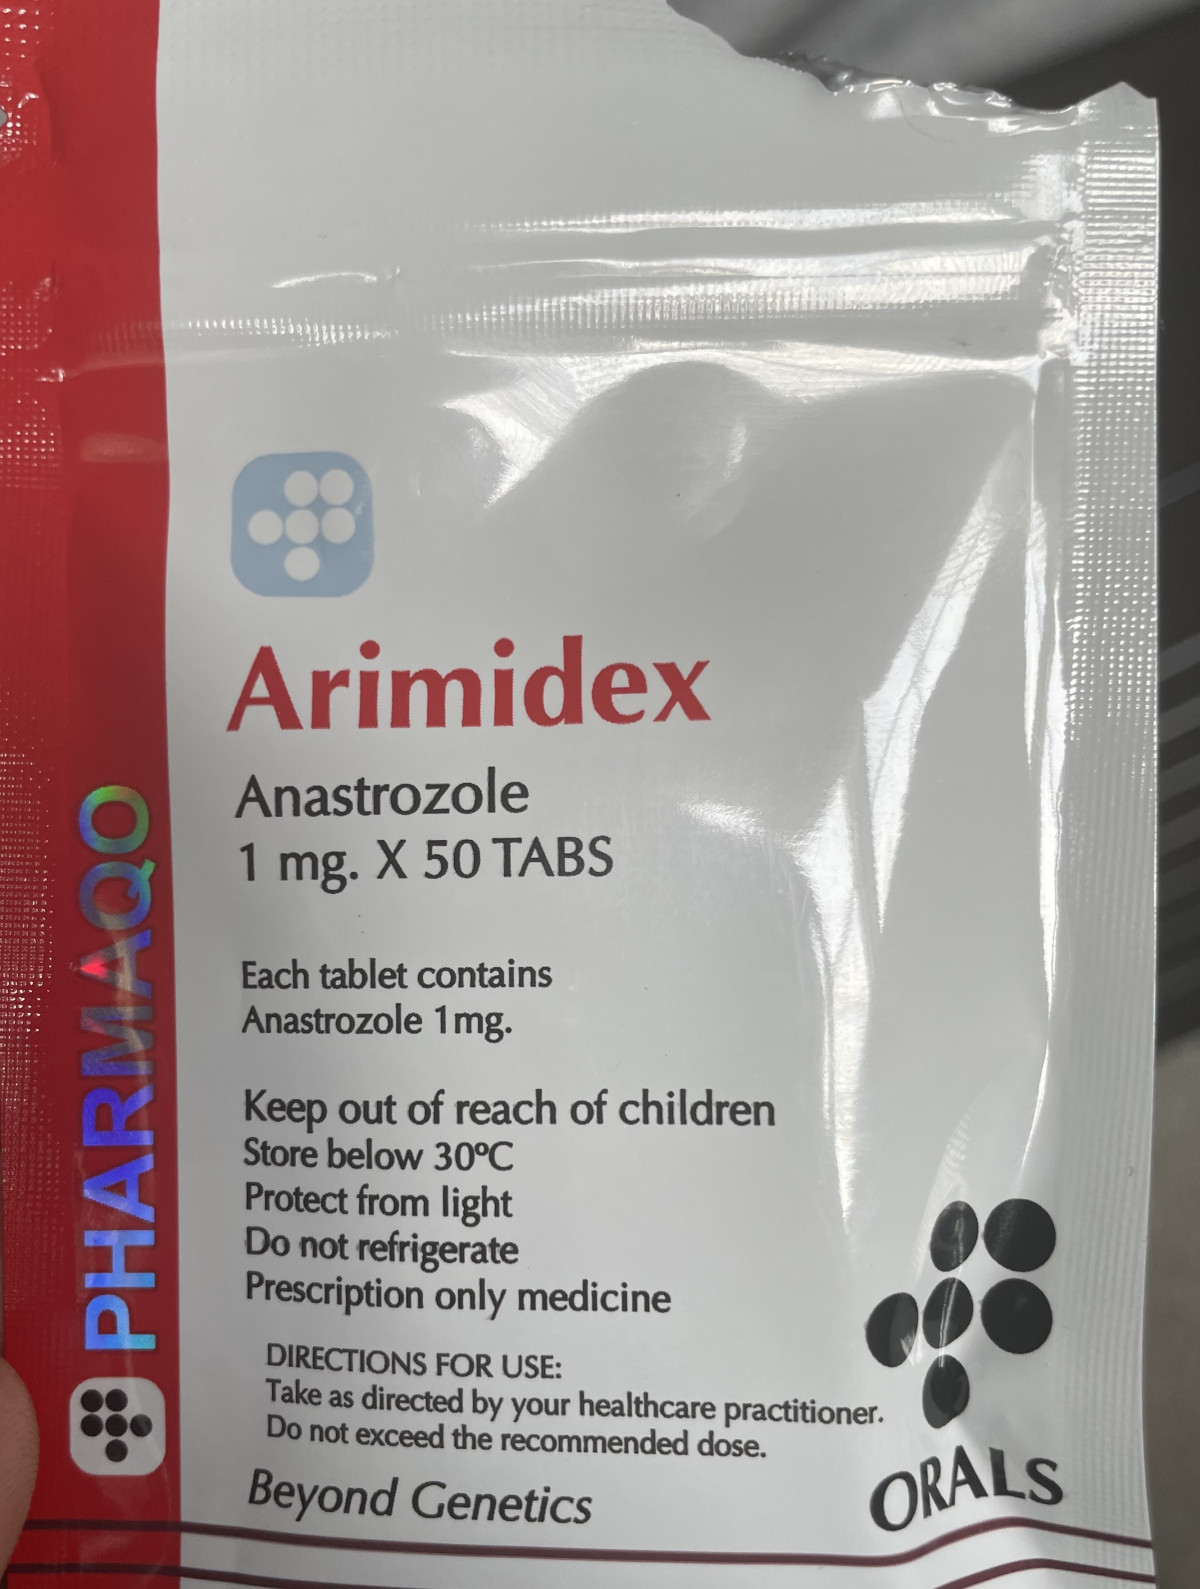 PHARMAQO
Arimidex
Anastrozole
1 mg. X 50 TABS
Each tablet contains
Anastrozole 1mg.
Keep out of reach of children
Store below 30ºC
Protect from light
Do not refrigerate
Prescription only medicine
DIRECTIONS FOR USE:
Take as directed by your healthcare practitioner.
Do not exceed the recommended dose.
Beyond Genetics
ORALS